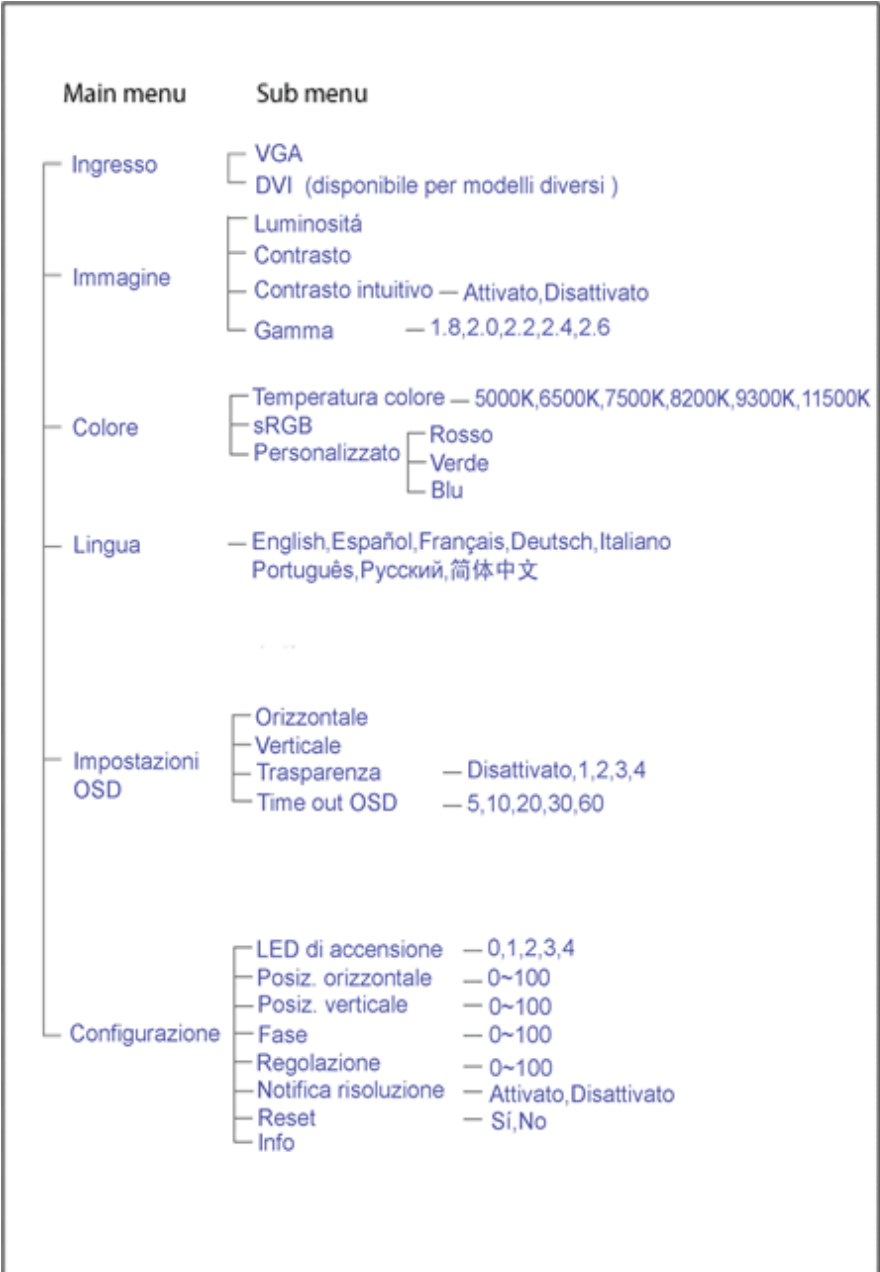 Main menu Sub menu
Ingresso
VGA
DVI (disponibile per modelli diversi )
Immagine
Luminositá
Contrasto
Contrasto intuitivo — Attivato,Disattivato
Gamma — 1.8,2.0,2.2,2.4,2.6
Colore
Temperatura colore — 5000K,6500K,7500K,8200K,9300K,11500K
sRGB
Personalizzato
Rosso
Verde
Blu
Lingua
English,Español,Français,Deutsch,Italiano
Português,Русский,简体中文
Impostazioni
OSD
Orizzontale
Verticale
Trasparenza — Disattivato,1,2,3,4
Time out OSD — 5,10,20,30,60
Configurazione
LED di accensione — 0,1,2,3,4
Posiz. orizzontale — 0~100
Posiz. verticale — 0~100
Fase — 0~100
Regolazione — 0~100
Notifica risoluzione — Attivato,Disattivato
Reset — Sí,No
Info